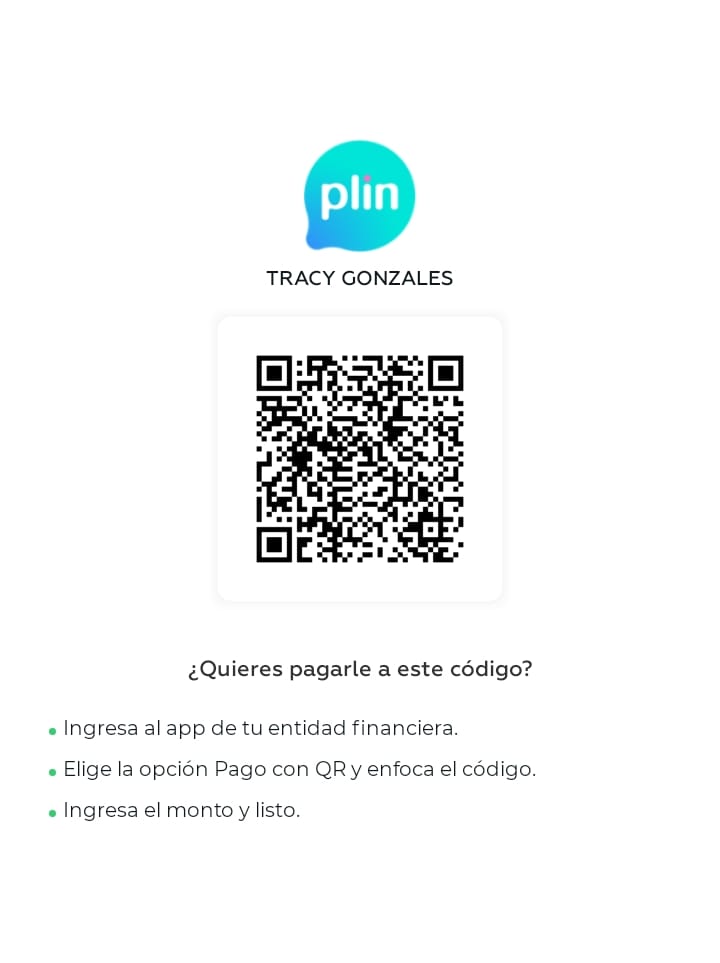 plin
TRACY GONZALES
¿Quieres pagarle a este código?
Ingresa al app de tu entidad financiera.
Elige la opción Pago con QR y enfoca el código.
Ingresa el monto y listo.